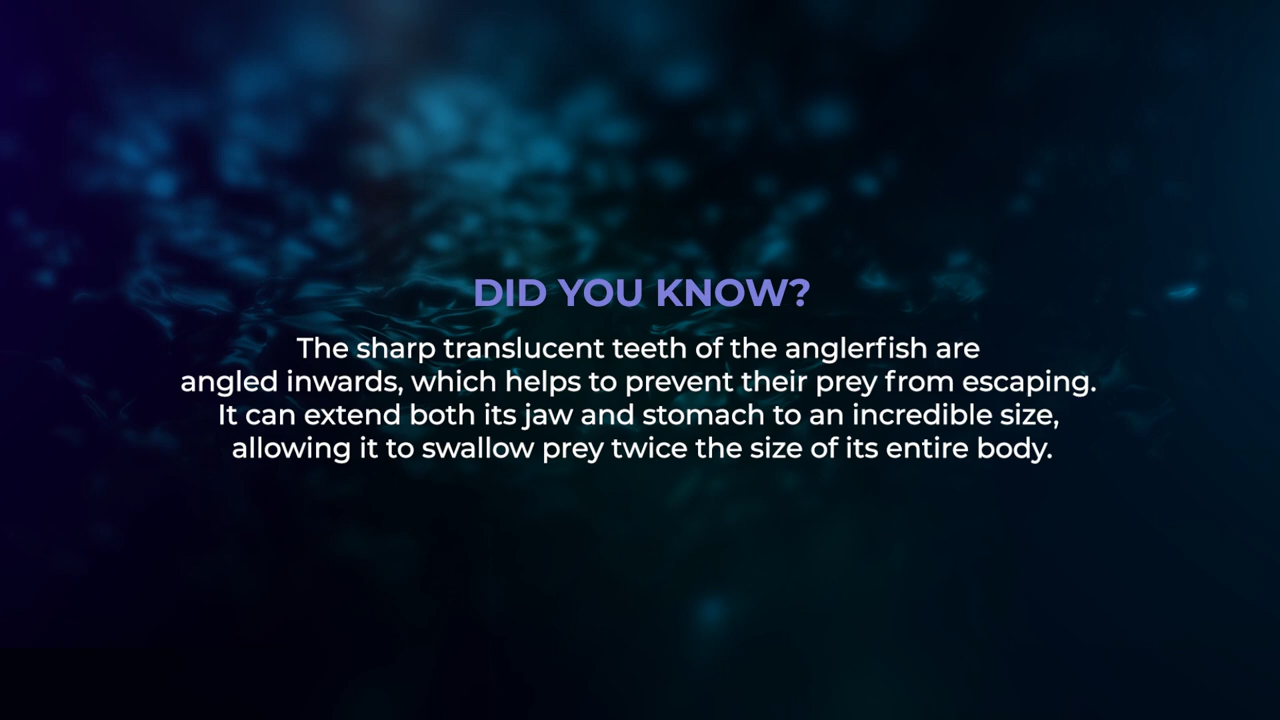 DID YOU KNOW?
The sharp translucent teeth of the anglerfish are
angled inwards, which helps to prevent their prey from escaping.
It can extend both its jaw and stomach to an incredible size,
allowing it to swallow prey twice the size of its entire body.